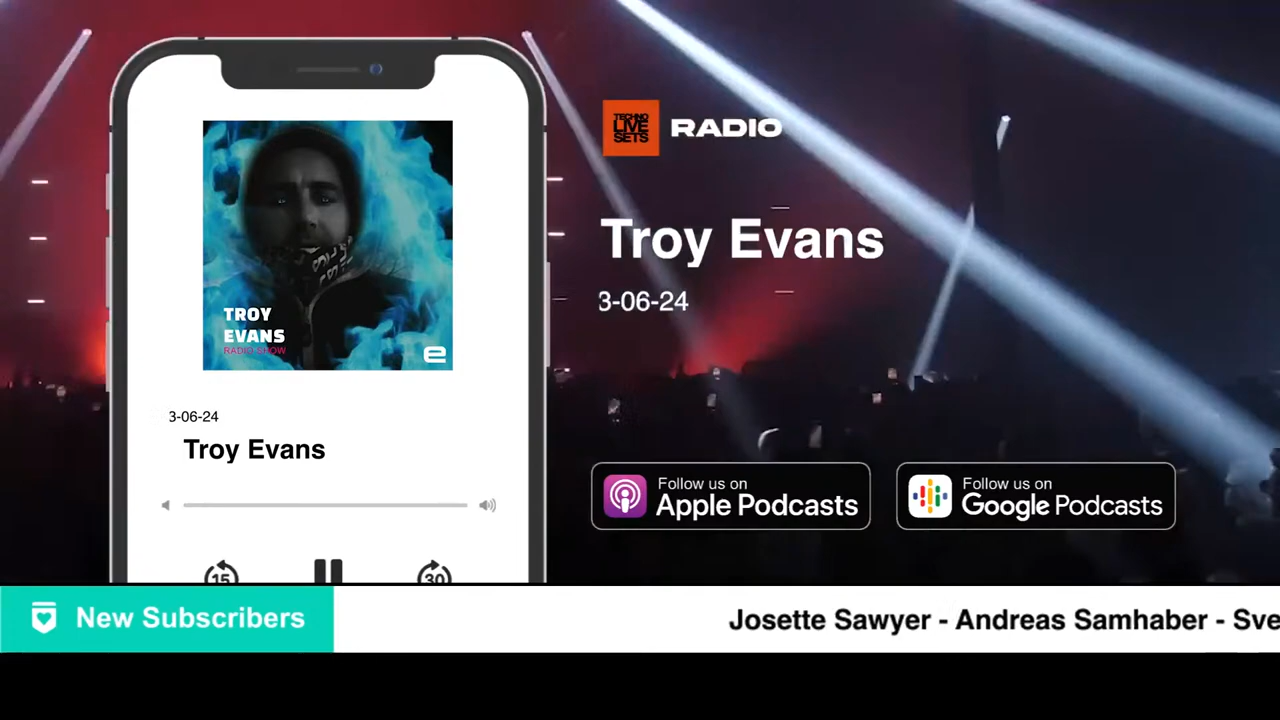 TECHNO
LIVE
SETS
RADIO
Troy Evans
3-06-24
TROY
EVANS
RADIO SHOW
e
3-06-24
Troy Evans
15
30
Follow us on
Apple Podcasts
Follow us on
Google Podcasts
New Subscribers
Josette Sawyer - Andreas Samhaber - Sve